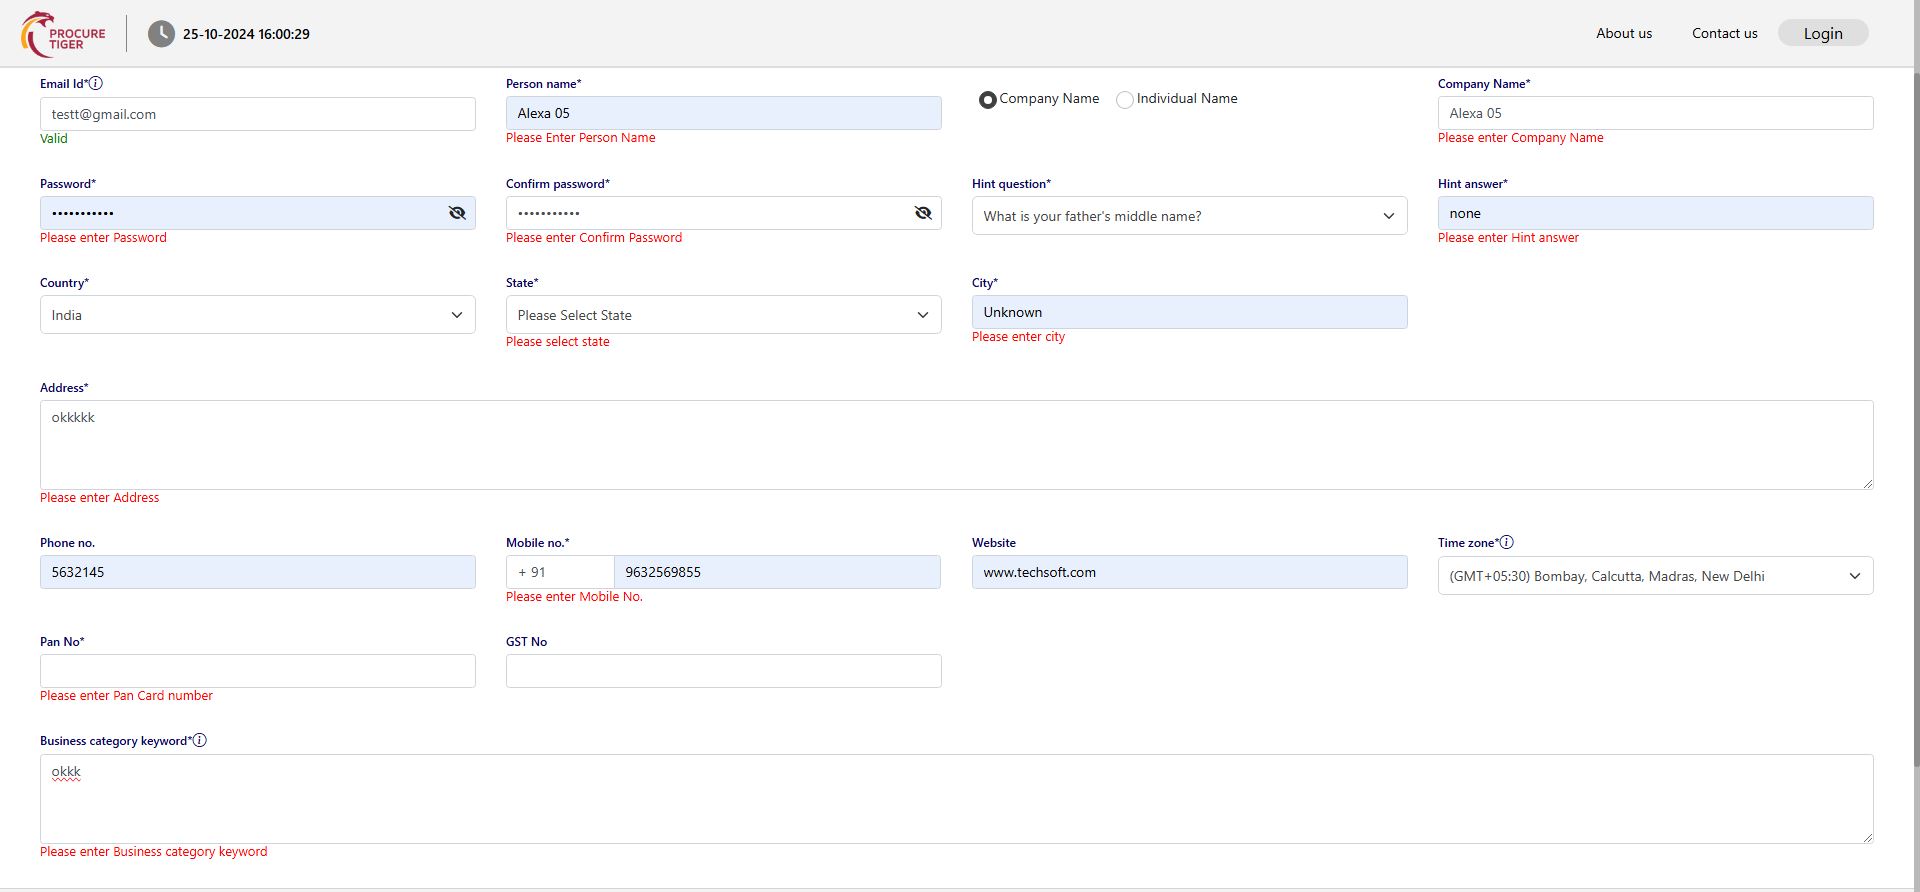 PROCURE
TIGER
25-10-2024 16:00:29
About us
Contact us
Login
Email Id*
Person name*
Company Name*
testt@gmail.com
Alexa 05
Company Name
Individual Name
Alexa 05
Valid
Please Enter Person Name
Please enter Company Name
Password*
Confirm password*
Hint question*
Hint answer*
•••••••••••
•••••••••••
What is your father's middle name?
none
Please enter Password
Please enter Confirm Password
Please enter Hint answer
Country*
State*
City*
India
Please Select State
Unknown
Please select state
Please enter city
Address*
okkkkk
Please enter Address
Phone no.
Mobile no.*
Website
Time zone*
5632145
+ 91
9632569855
www.techsoft.com
(GMT+05:30) Bombay, Calcutta, Madras, New Delhi
Please enter Mobile No.
Pan No*
GST No
Please enter Pan Card number
Business category keyword*
okkk
Please enter Business category keyword